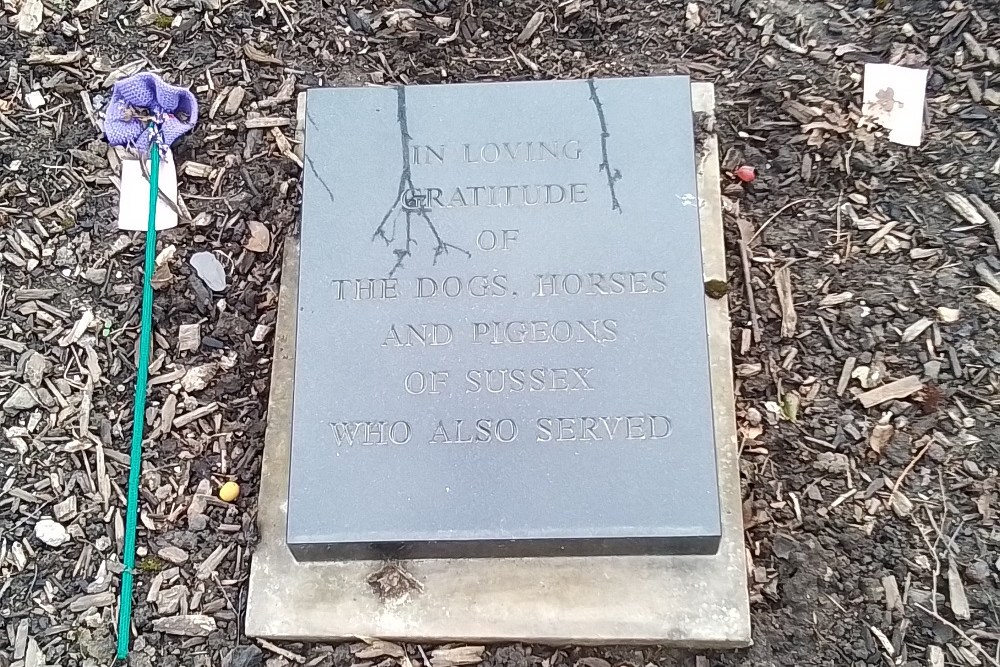 IN LOVING
GRATITUDE
OF
THE DOGS. HORSES
AND PIGEONS
OF SUSSEX
WHO ALSO SERVED